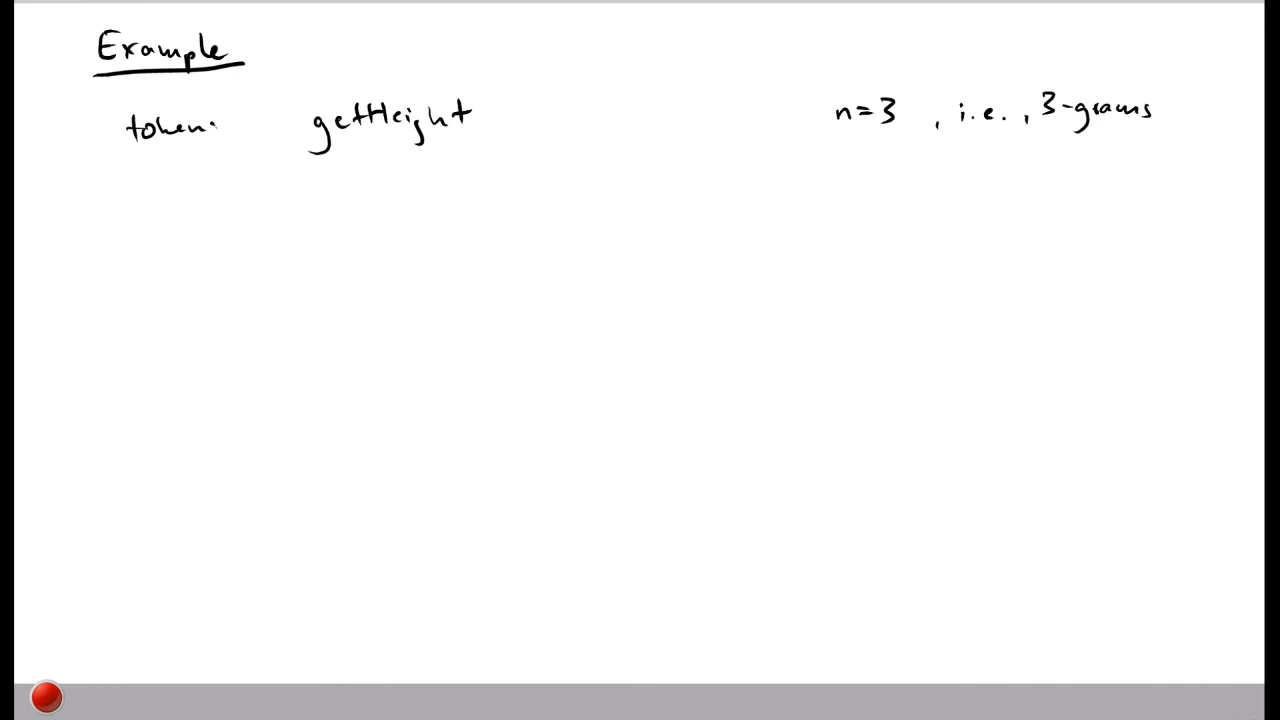 Example
token: getHeight n=3 , i.e. , 3-grams